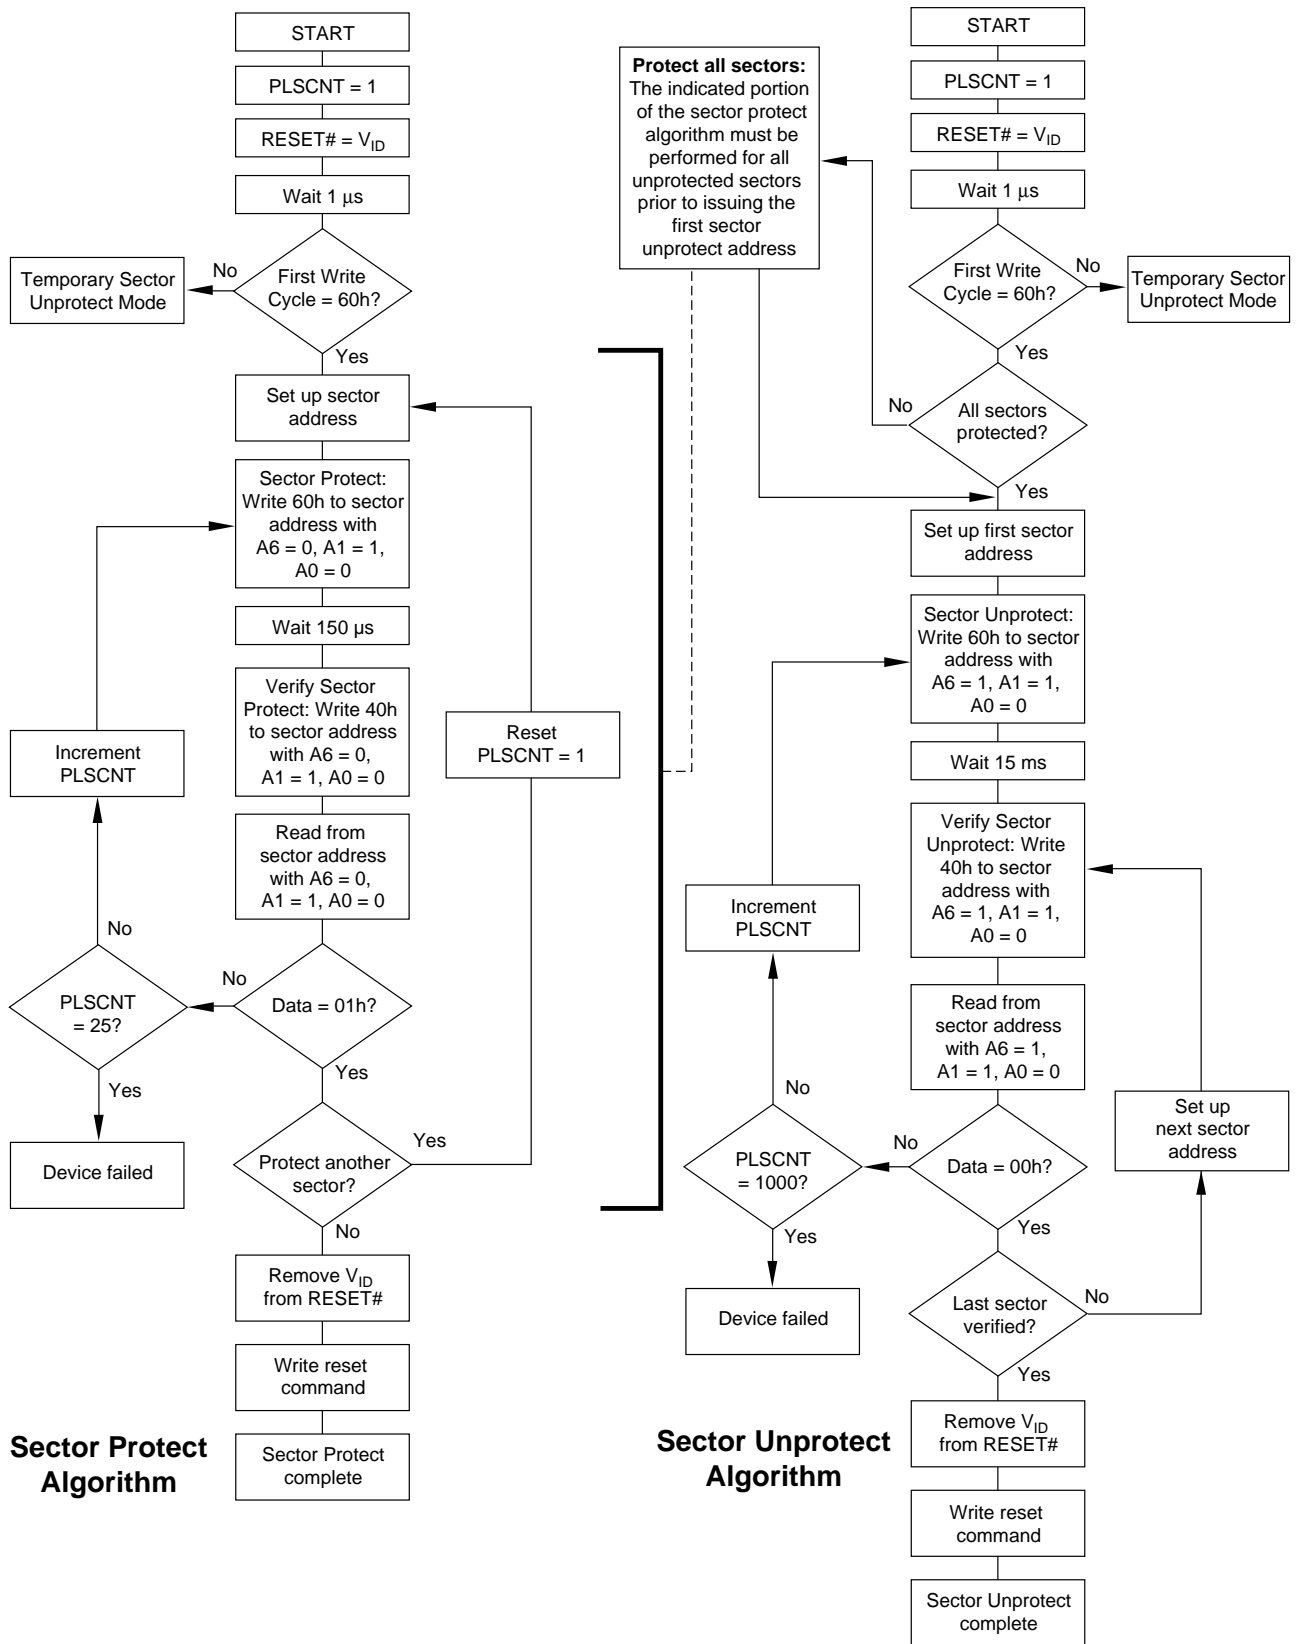 START
PLSCNT = 1
RESET# = VID
Wait 1 μs
First Write
Cycle = 60h?
No
Temporary Sector
Unprotect Mode
Yes
Set up sector
address
Sector Protect:
Write 60h to sector
address with
A6 = 0, A1 = 1,
A0 = 0
Wait 150 µs
Verify Sector
Protect: Write 40h
to sector address
with A6 = 0,
A1 = 1, A0 = 0
Increment
PLSCNT
Reset
PLSCNT = 1
Read from
sector address
with A6 = 0,
A1 = 1, A0 = 0
No
No
PLSCNT
= 25?
Data = 01h?
Yes
Yes
Device failed
Protect another
sector?
Yes
No
Remove VID
from RESET#
Write reset
command
Sector Protect
complete
Sector Protect
Algorithm
Protect all sectors:
The indicated portion
of the sector protect
algorithm must be
performed for all
unprotected sectors
prior to issuing the
first sector
unprotect address
START
PLSCNT = 1
RESET# = VID
Wait 1 μs
First Write
Cycle = 60h?
No
Temporary Sector
Unprotect Mode
Yes
No
All sectors
protected?
Yes
Set up first sector
address
Sector Unprotect:
Write 60h to sector
address with
A6 = 1, A1 = 1,
A0 = 0
Wait 15 ms
Verify Sector
Unprotect: Write
40h to sector
address with
A6 = 1, A1 = 1,
A0 = 0
Increment
PLSCNT
Read from
sector address
with A6 = 1,
A1 = 1, A0 = 0
No
No
PLSCNT
= 1000?
Data = 00h?
Set up
next sector
address
Yes
Yes
Device failed
Last sector
verified?
No
Yes
Remove VID
from RESET#
Write reset
command
Sector Unprotect
complete
Sector Unprotect
Algorithm